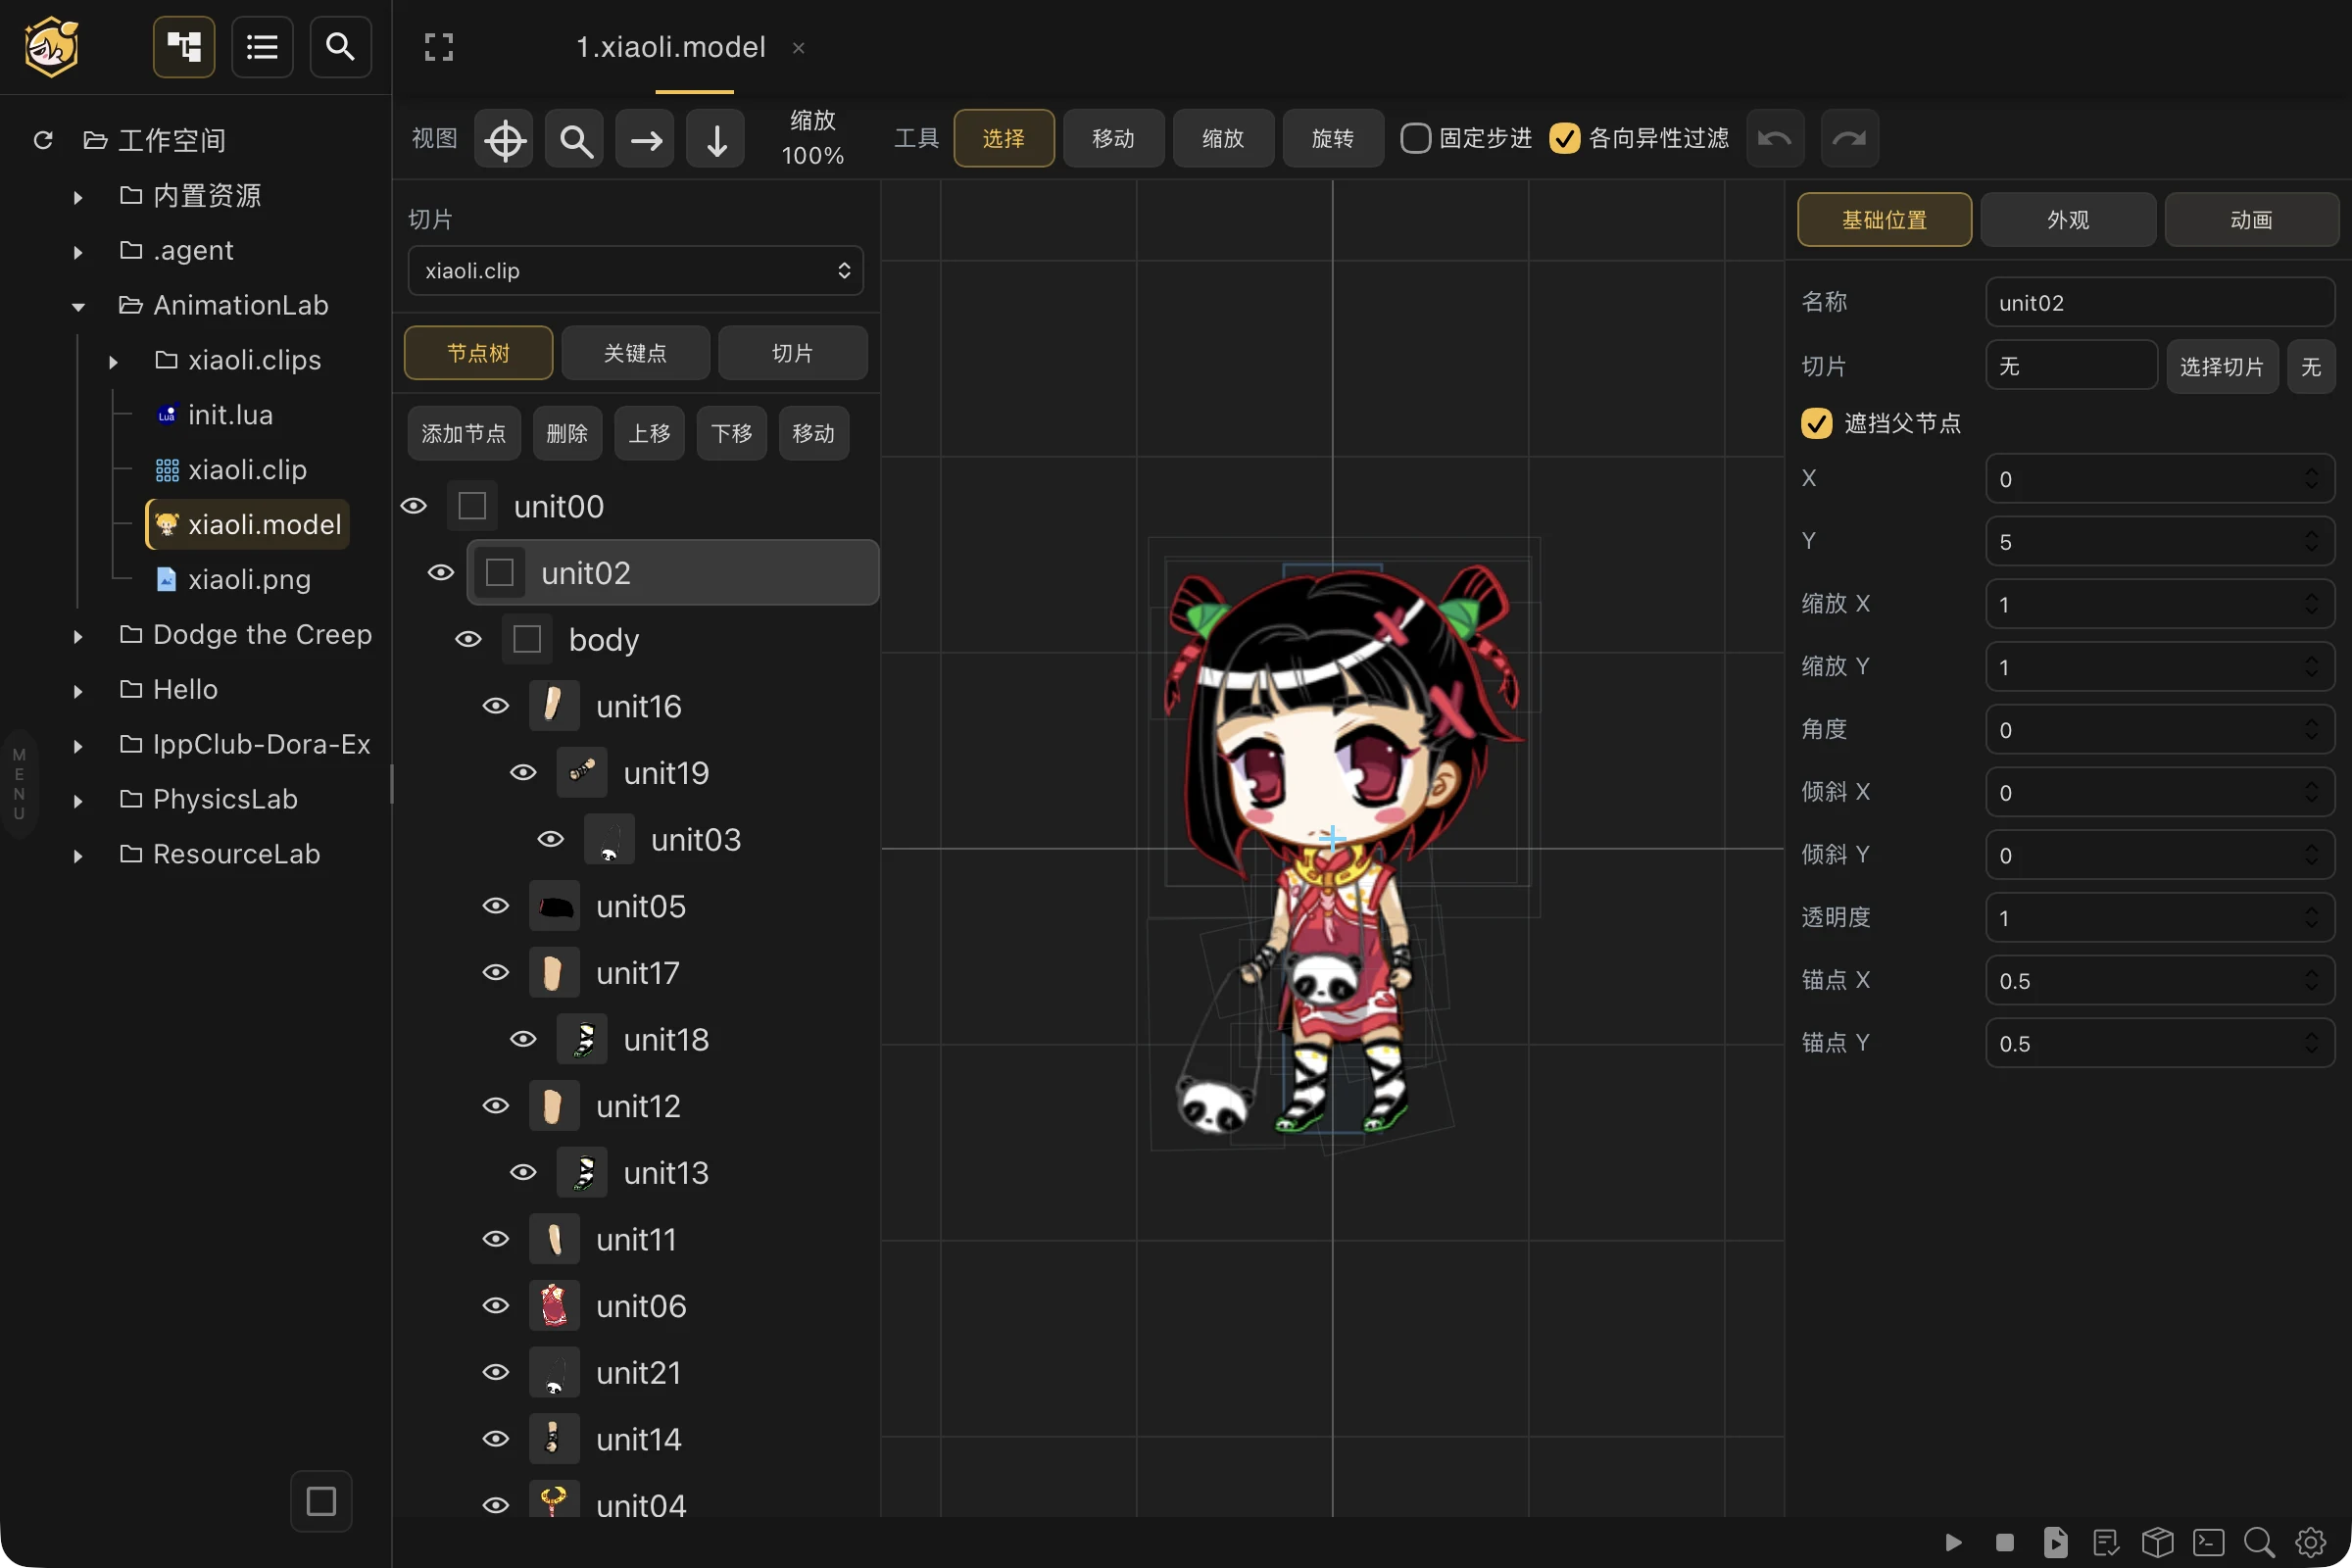 1.xiaoli.model
工作空间
内置资源
.agent
AnimationLab
xiaoli.clips
init.lua
xiaoli.clip
xiaoli.model
xiaoli.png
Dodge the Creep
Hello
IppClub-Dora-Ex
PhysicsLab
ResourceLab
MENU
视图
缩放
100%
工具
选择
移动
缩放
旋转
固定步进
各向异性过滤
切片
xiaoli.clip
节点树
关键点
切片
添加节点
删除
上移
下移
移动
unit00
unit02
body
unit16
unit19
unit03
unit05
unit17
unit18
unit12
unit13
unit11
unit06
unit21
unit14
unit04
基础位置
外观
动画
名称
unit02
切片
无
选择切片
无
遮挡父节点
X
0
Y
5
缩放 X
1
缩放 Y
1
角度
0
倾斜 X
0
倾斜 Y
0
透明度
1
锚点 X
0.5
锚点 Y
0.5